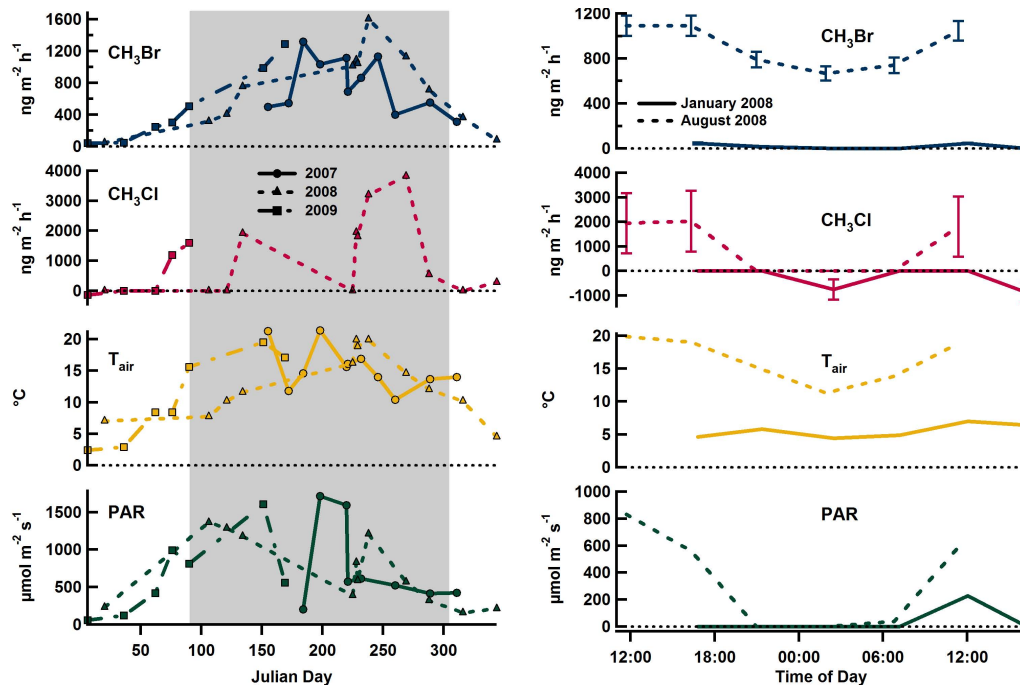 1600
1200
800
400
0
ng m⁻² h⁻¹
CH₃Br
4000
3000
2000
1000
0
ng m⁻² h⁻¹
CH₃Cl
2007
2008
2009
20
15
10
5
0
°C
Tair
1500
1000
500
0
µmol m⁻² s⁻¹
PAR
50 100 150 200 250 300
Julian Day
1200
800
400
0
ng m⁻² h⁻¹
CH₃Br
January 2008
August 2008
4000
3000
2000
1000
0
-1000
ng m⁻² h⁻¹
CH₃Cl
20
15
10
5
0
°C
Tair
1000
800
600
400
200
0
µmol m⁻² s⁻¹
PAR
12:00 18:00 00:00 06:00 12:00
Time of Day